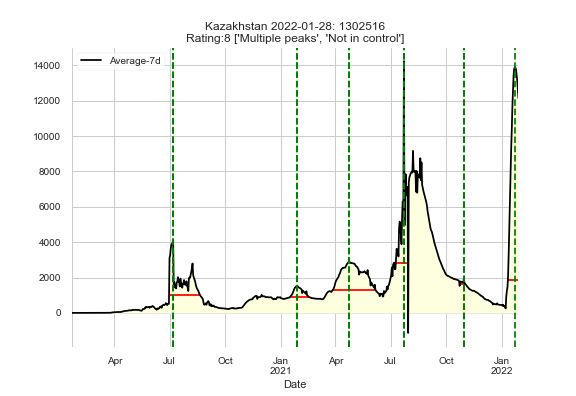 Kazakhstan 2022-01-28: 1302516
Rating:8 ['Multiple peaks', 'Not in control']
Average-7d
14000
12000
10000
8000
6000
4000
2000
0
Apr Jul Oct Jan Apr Jul Oct Jan
2021 2022
Date